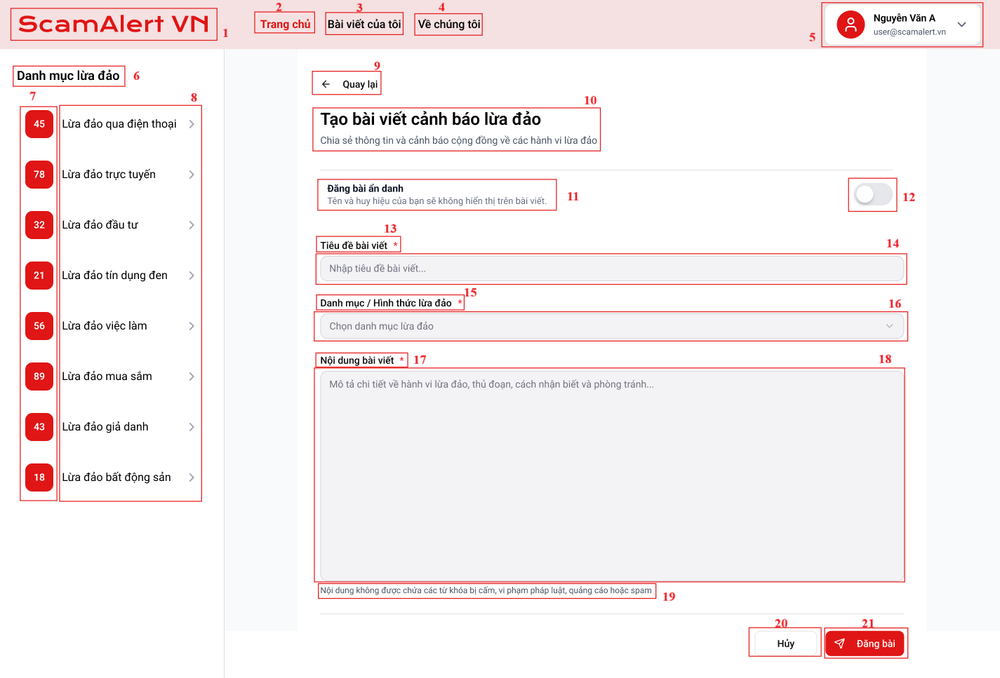 ScamAlert VN
1
2
Trang chủ
3
Bài viết của tôi
4
Về chúng tôi
5
Nguyễn Văn A
user@scamalert.vn
Danh mục lừa đảo
6
7
8
45
Lừa đảo qua điện thoại
78
Lừa đảo trực tuyến
32
Lừa đảo đầu tư
21
Lừa đảo tín dụng đen
56
Lừa đảo việc làm
89
Lừa đảo mua sắm
43
Lừa đảo giả danh
18
Lừa đảo bất động sản
9
Quay lại
10
Tạo bài viết cảnh báo lừa đảo
Chia sẻ thông tin và cảnh báo cộng đồng về các hành vi lừa đảo
Đăng bài ẩn danh
Tên và huy hiệu của bạn sẽ không hiển thị trên bài viết.
11
12
13
Tiêu đề bài viết *
14
Nhập tiêu đề bài viết...
15
Danh mục / Hình thức lừa đảo *
16
Chọn danh mục lừa đảo
Nội dung bài viết *
17
18
Mô tả chi tiết về hành vi lừa đảo, thủ đoạn, cách nhận biết và phòng tránh...
Nội dung không được chứa các từ khóa bị cấm, vi phạm pháp luật, quảng cáo hoặc spam
19
20
Hủy
21
Đăng bài